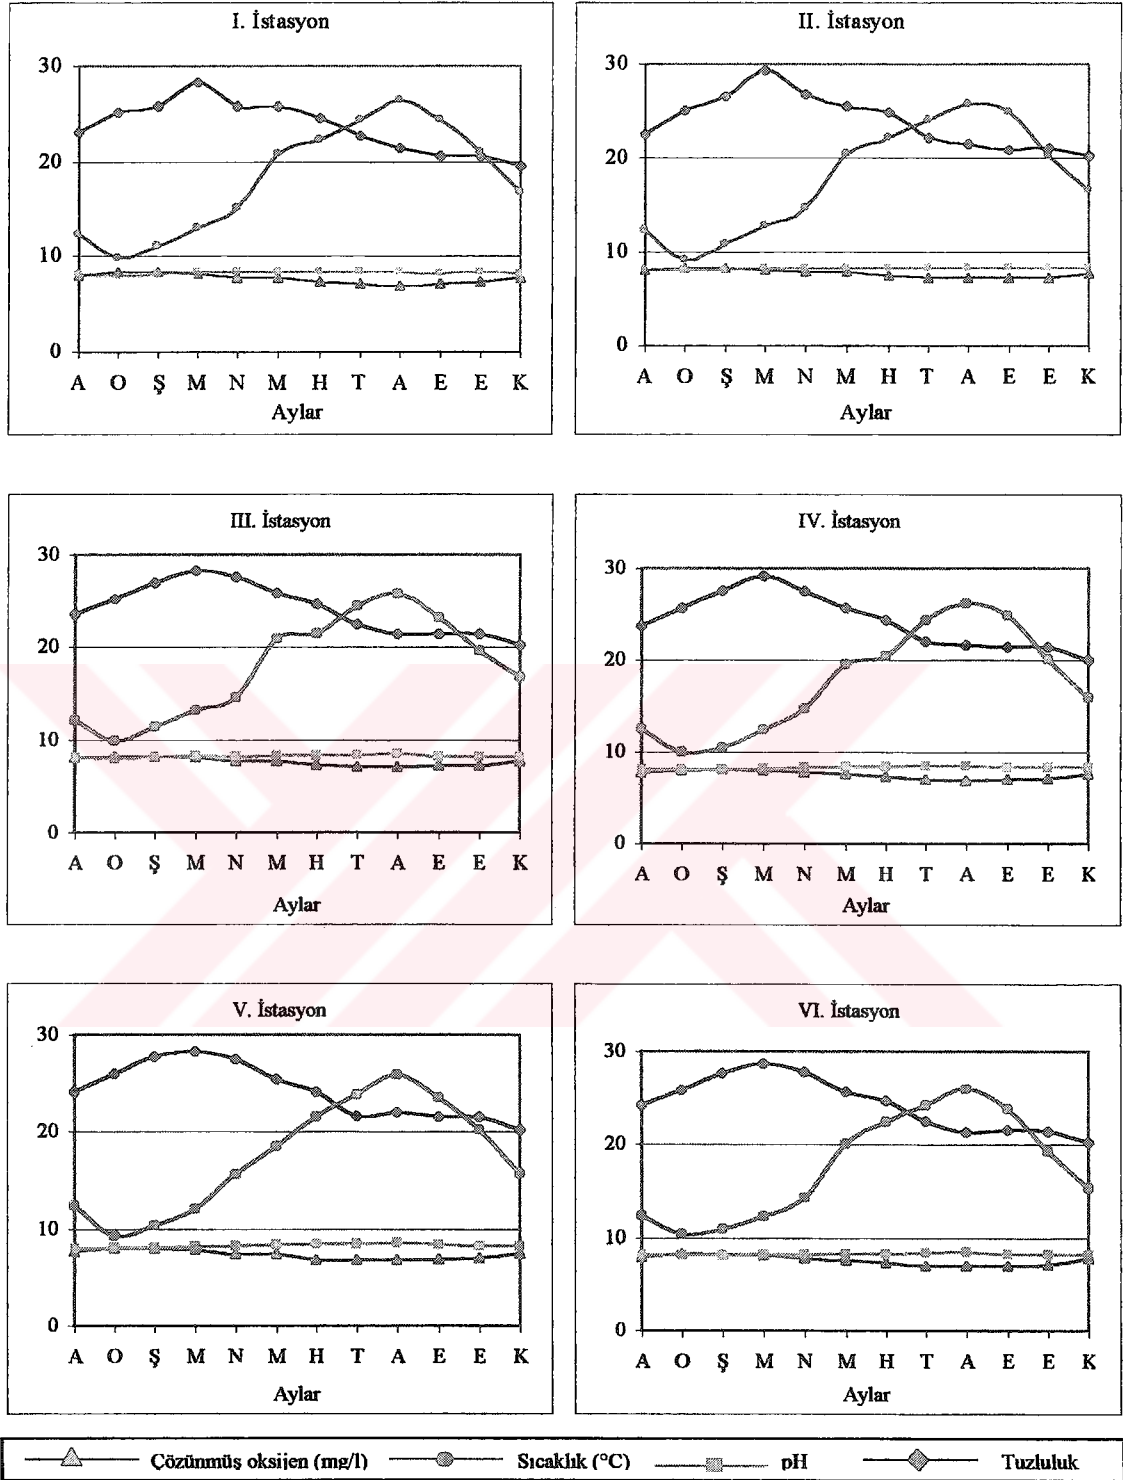 I. İstasyon
30
20
10
0
A O Ş M N M H T A E E K
Aylar
II. İstasyon
30
20
10
0
A O Ş M N M H T A E E K
Aylar
III. İstasyon
30
20
10
0
A O Ş M N M H T A E E K
Aylar
IV. İstasyon
30
20
10
0
A O Ş M N M H T A E E K
Aylar
V. İstasyon
30
20
10
0
A O Ş M N M H T A E E K
Aylar
VI. İstasyon
30
20
10
0
A O Ş M N M H T A E E K
Aylar
Çözünmüş oksijen (mg/l) Sıcaklık (°C) pH Tuzluluk